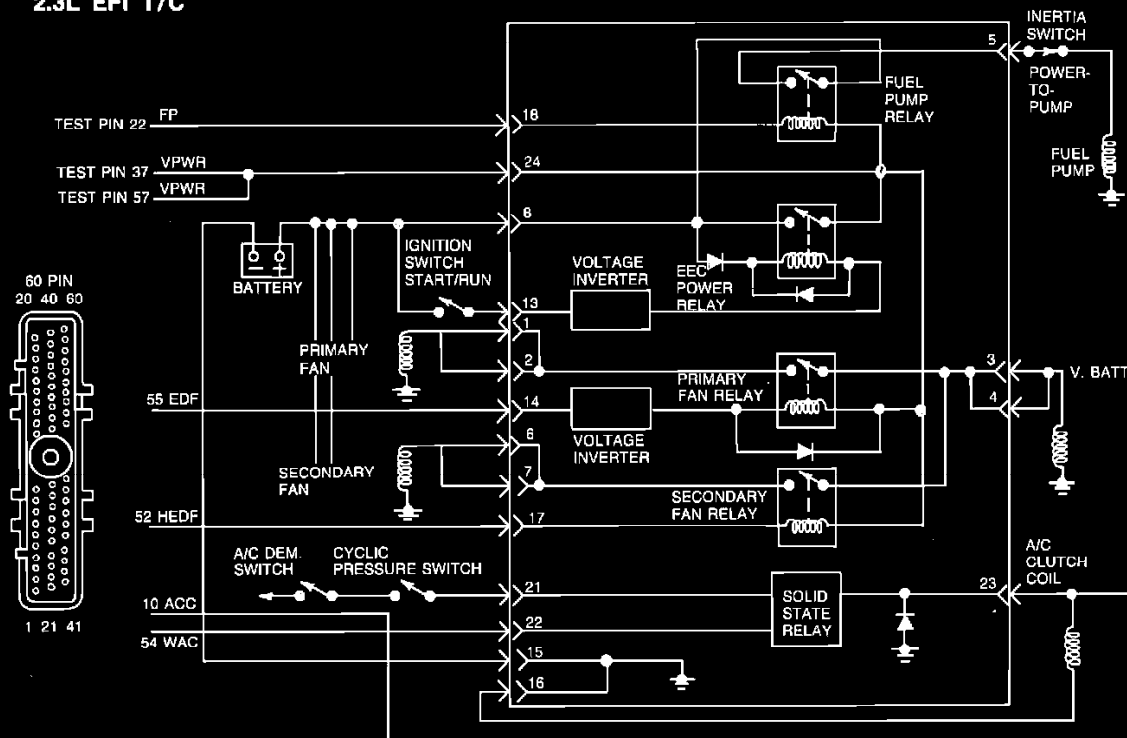 2.3L EFI T/C
INERTIA
SWITCH
5
POWER-
TO-
PUMP
FUEL
PUMP
RELAY
FUEL
PUMP
TEST PIN 22
FP
18
TEST PIN 37
VPWR
24
TEST PIN 57
VPWR
8
BATTERY
IGNITION
SWITCH
START/RUN
VOLTAGE
INVERTER
EEC
POWER
RELAY
13
1
60 PIN
20 40 60
PRIMARY
FAN
2
PRIMARY
FAN RELAY
3
V. BATT
4
55 EDF
14
VOLTAGE
INVERTER
6
SECONDARY
FAN
7
SECONDARY
FAN RELAY
52 HEDF
17
A/C DEM.
SWITCH
CYCLIC
PRESSURE SWITCH
21
SOLID
STATE
RELAY
23
A/C
CLUTCH
COIL
10 ACC
22
1 21 41
54 WAC
15
16